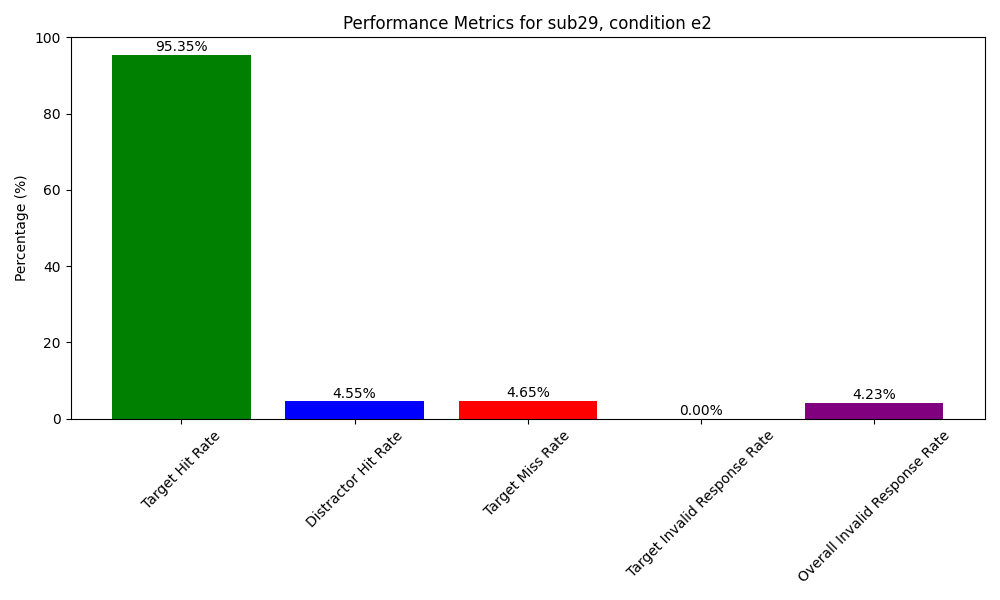 Performance Metrics for sub29, condition e2
Percentage (%)
100
80
60
40
20
0
95.35%
4.55%
4.65%
0.00%
4.23%
Target Hit Rate
Distractor Hit Rate
Target Miss Rate
Target Invalid Response Rate
Overall Invalid Response Rate